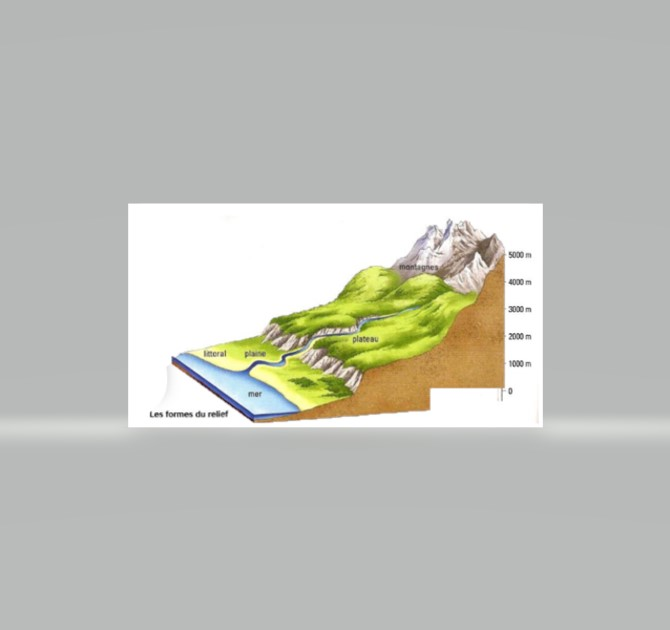 montagnes
5000 m
4000 m
3000 m
2000 m
1000 m
0
plateau
littoral
plaine
mer
Les formes du relief